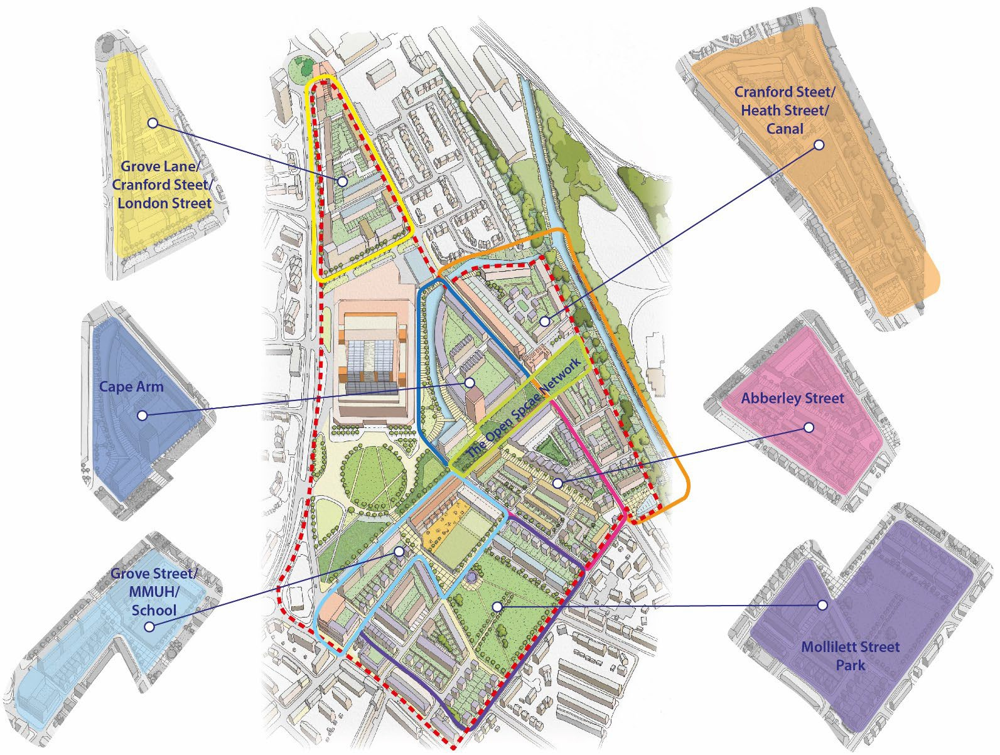 Grove Lane/
Cranford Steet/
London Street
Cranford Steet/
Heath Street/
Canal
Cape Arm
The Open Spcae Network
Abberley Street
Grove Street/
MMUH/
School
Mollilett Street
Park